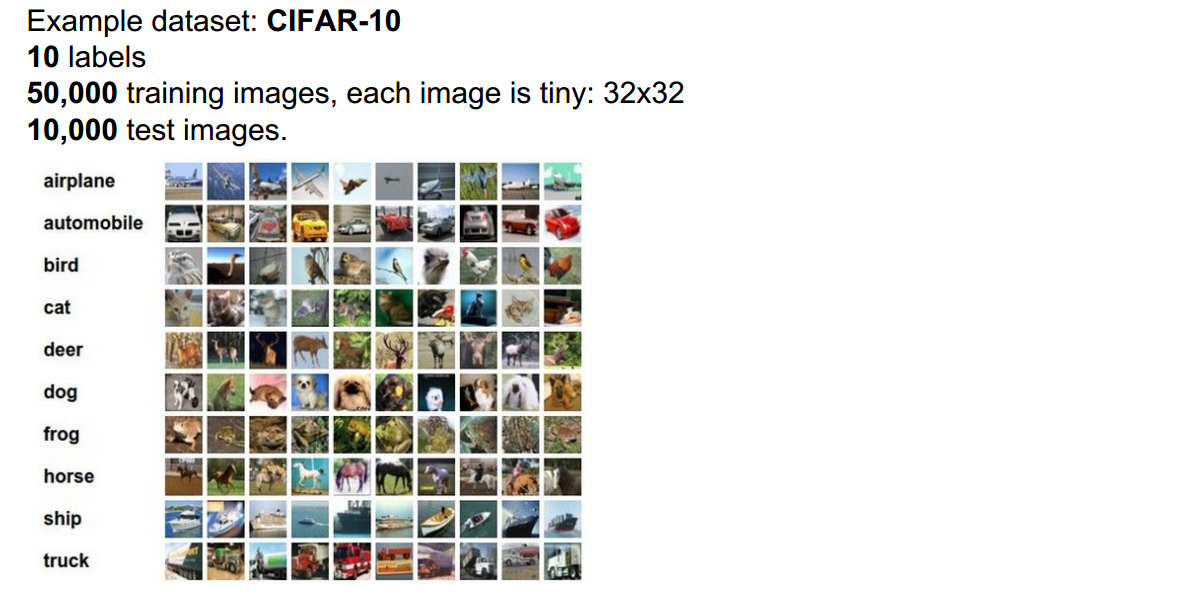 Example dataset: CIFAR-10
10 labels
50,000 training images, each image is tiny: 32x32
10,000 test images.
airplane
automobile
bird
cat
deer
dog
frog
horse
ship
truck